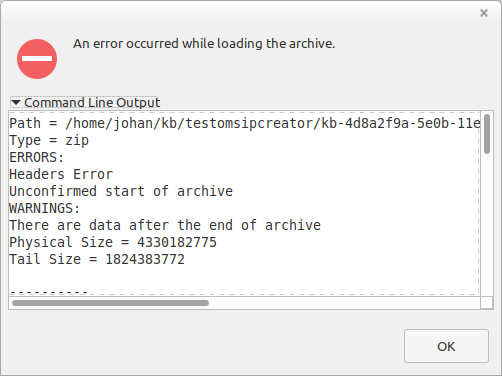 An error occurred while loading the archive.
Command Line Output
Path = /home/johan/kb/testomsipcreator/kb-4d8a2f9a-5e0b-11e
Type = zip
ERRORS:
Headers Error
Unconfirmed start of archive
WARNINGS:
There are data after the end of archive
Physical Size = 4330182775
Tail Size = 1824383772
----------
OK